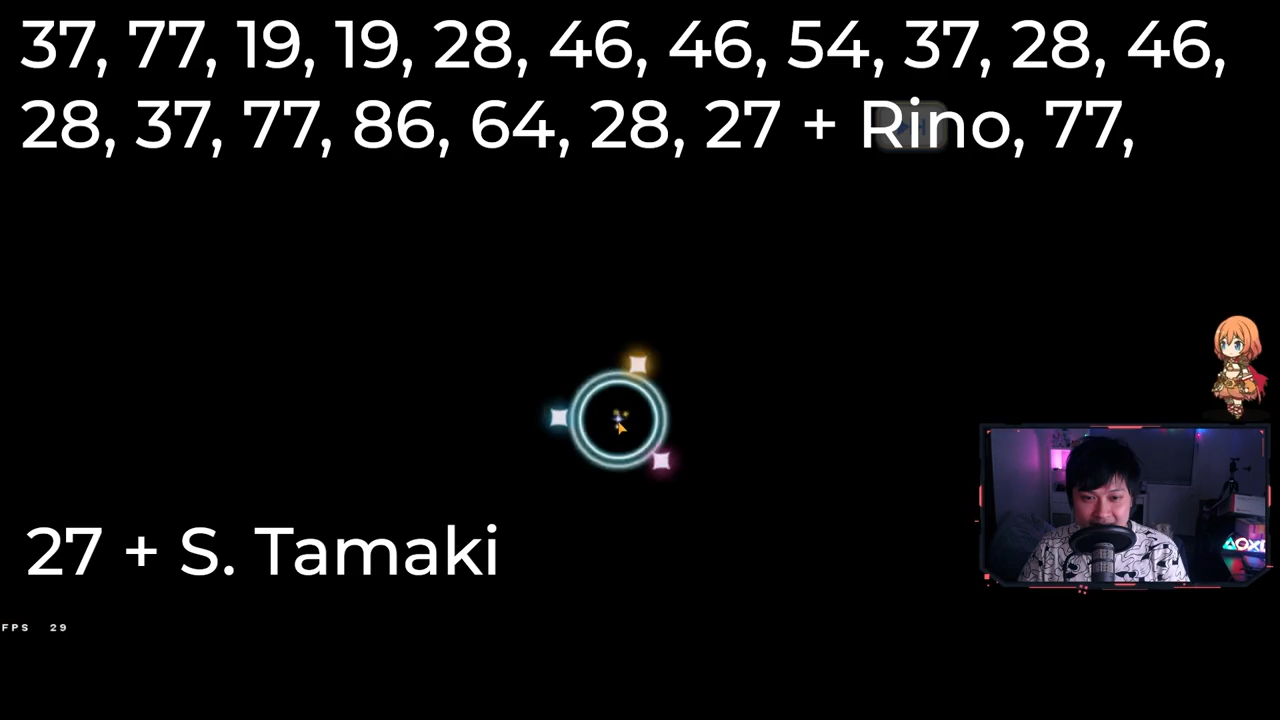 37, 77, 19, 19, 28, 46, 46, 54, 37, 28, 46,
28, 37, 77, 86, 64, 28, 27 + Rino, 77,
27 + S. Tamaki
FPS 29